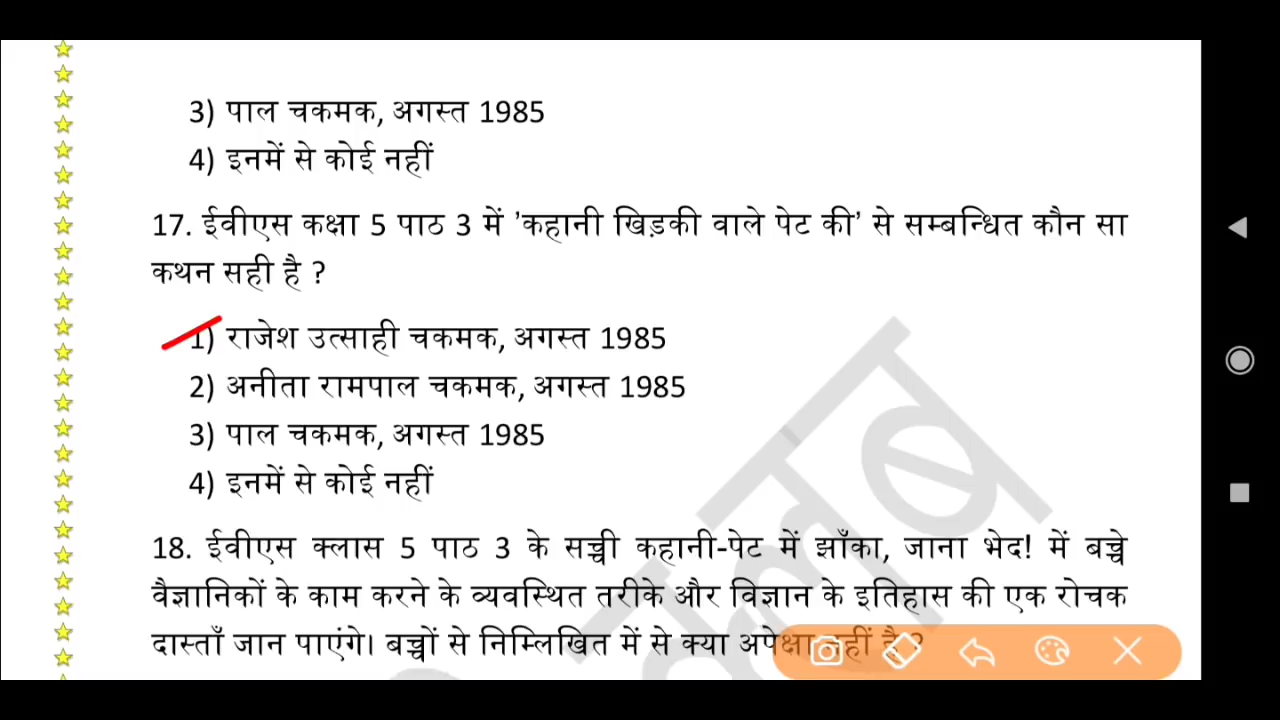 3) पाल चकमक, अगस्त 1985
4) इनमें से कोई नहीं
17. ईवीएस कक्षा 5 पाठ 3 में 'कहानी खिड़की वाले पेट की' से सम्बन्धित कौन सा
कथन सही है ?
1) राजेश उत्साही चकमक, अगस्त 1985
2) अनीता रामपाल चकमक, अगस्त 1985
3) पाल चकमक, अगस्त 1985
4) इनमें से कोई नहीं
18. ईवीएस क्लास 5 पाठ 3 के सच्ची कहानी-पेट में झाँका, जाना भेद! में बच्चे
वैज्ञानिकों के काम करने के व्यवस्थित तरीके और विज्ञान के इतिहास की एक रोचक
दास्ताँ जान पाएंगे। बच्चों से निम्लिखित में से क्या अपेक्षा नहीं है ?